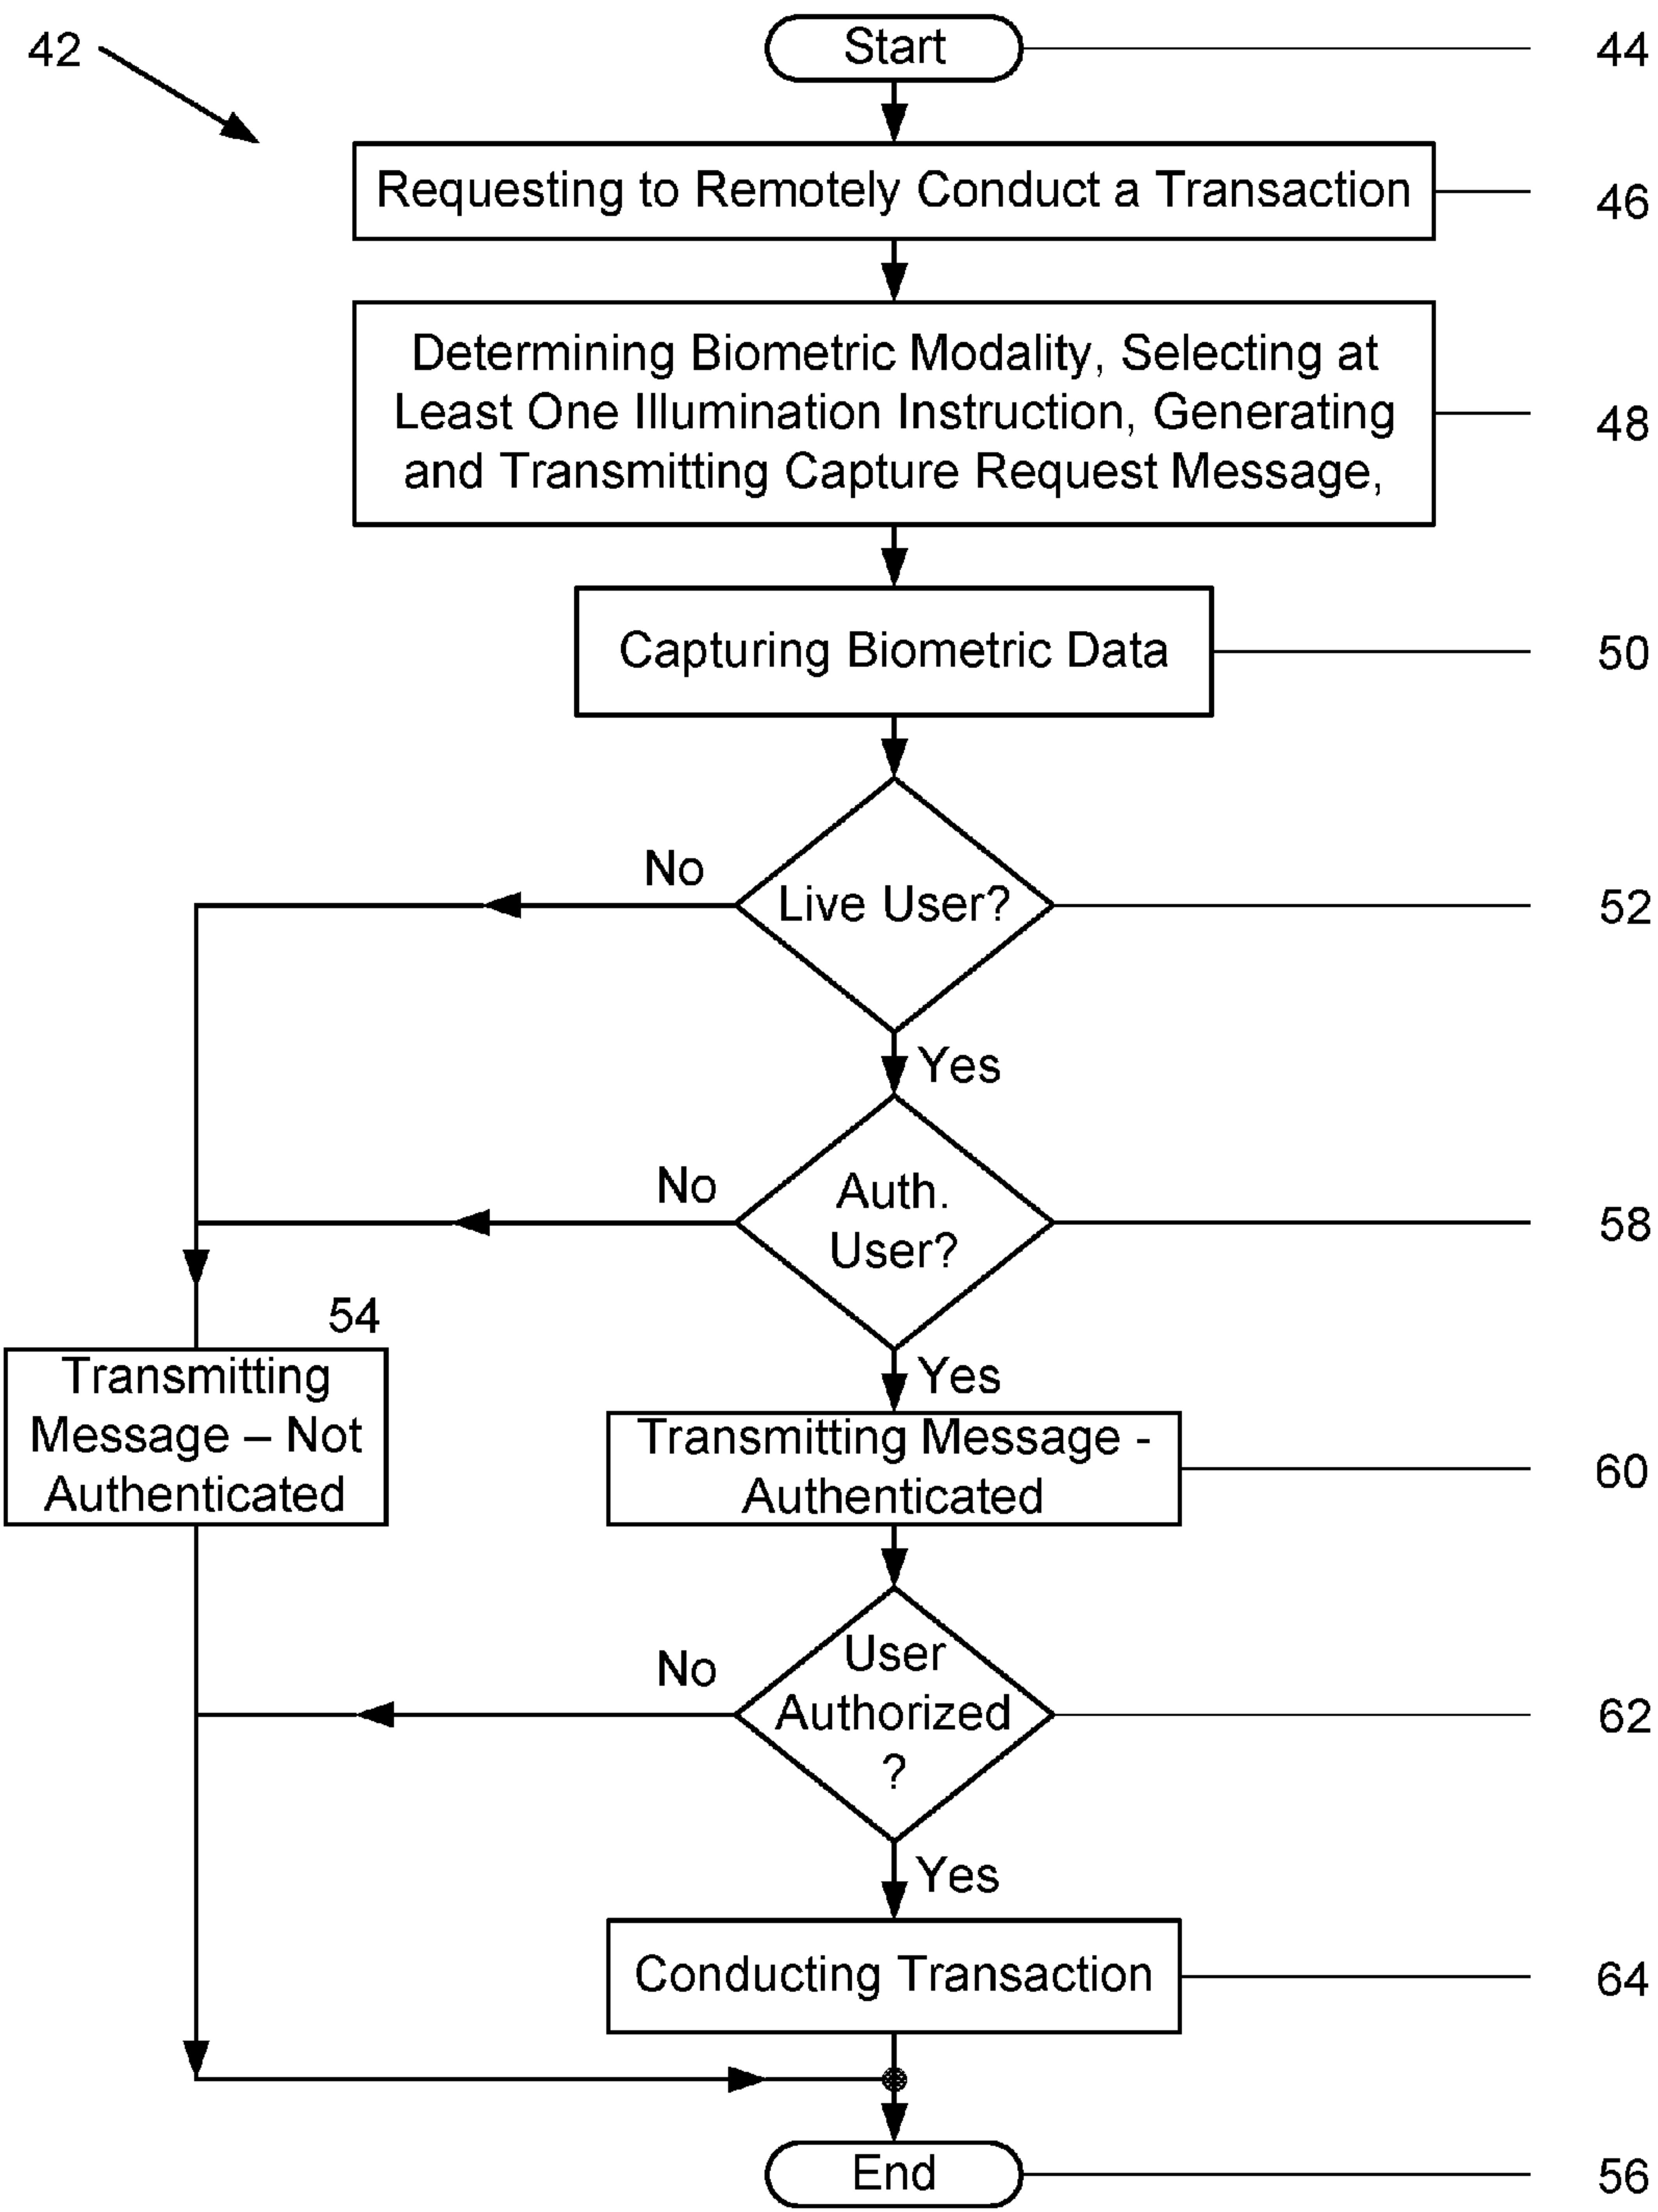 42
Start
44
Requesting to Remotely Conduct a Transaction
46
Determining Biometric Modality, Selecting at
Least One Illumination Instruction, Generating
and Transmitting Capture Request Message,
48
Capturing Biometric Data
50
No
Live User?
52
Yes
No
Auth.
User?
58
54
Transmitting
Message – Not
Authenticated
Yes
Transmitting Message -
Authenticated
60
No
User
Authorized
?
62
Yes
Conducting Transaction
64
End
56